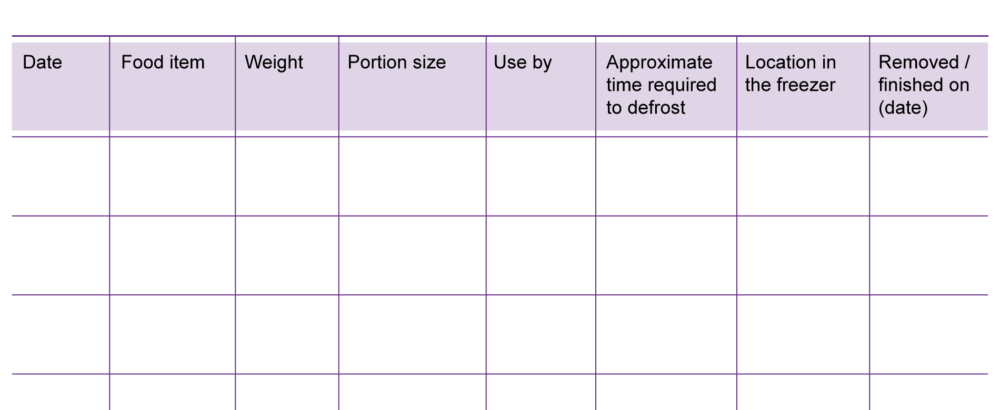 Date
Food item
Weight
Portion size
Use by
Approximate
time required
to defrost
Location in
the freezer
Removed /
finished on
(date)